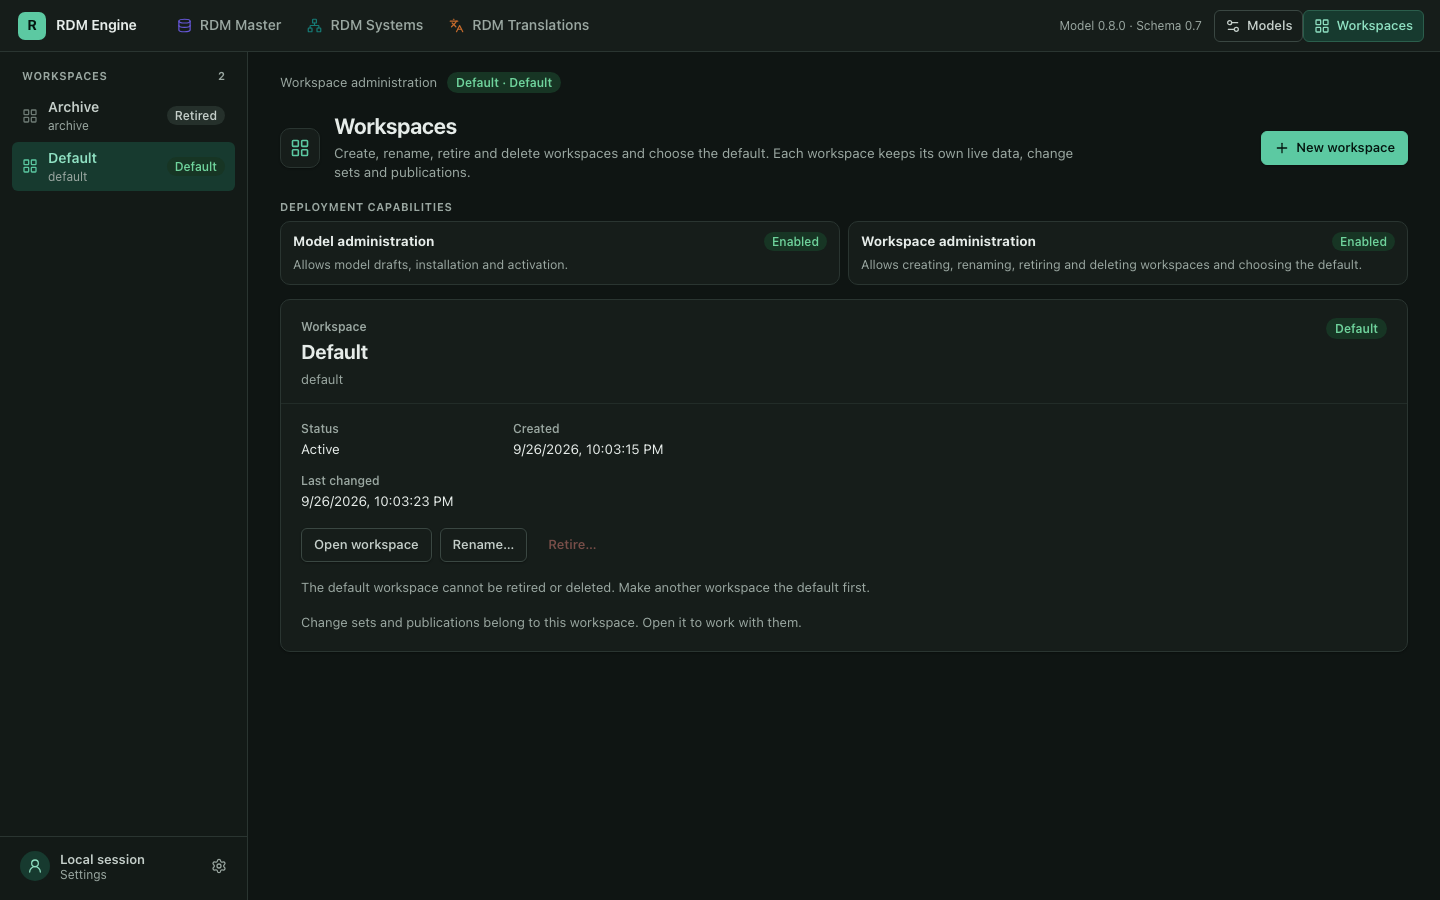 R RDM Engine RDM Master RDM Systems RDM Translations Model 0.8.0 · Schema 0.7 Models Workspaces
WORKSPACES 2
Archive
archive
Retired
Default
default
Default
Local session
Settings
Workspace administration Default · Default
Workspaces
Create, rename, retire and delete workspaces and choose the default. Each workspace keeps its own live data, change
sets and publications.
New workspace
DEPLOYMENT CAPABILITIES
Model administration Enabled
Allows model drafts, installation and activation.
Workspace administration Enabled
Allows creating, renaming, retiring and deleting workspaces and choosing the default.
Workspace
Default
Default
default
Status
Active
Created
9/26/2026, 10:03:15 PM
Last changed
9/26/2026, 10:03:23 PM
Open workspace Rename... Retire...
The default workspace cannot be retired or deleted. Make another workspace the default first.
Change sets and publications belong to this workspace. Open it to work with them.